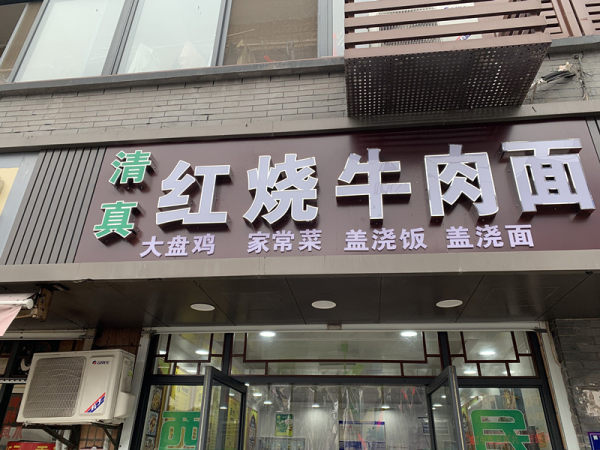 清真
红烧牛肉面
大盘鸡 家常菜 盖浇饭 盖浇面
民